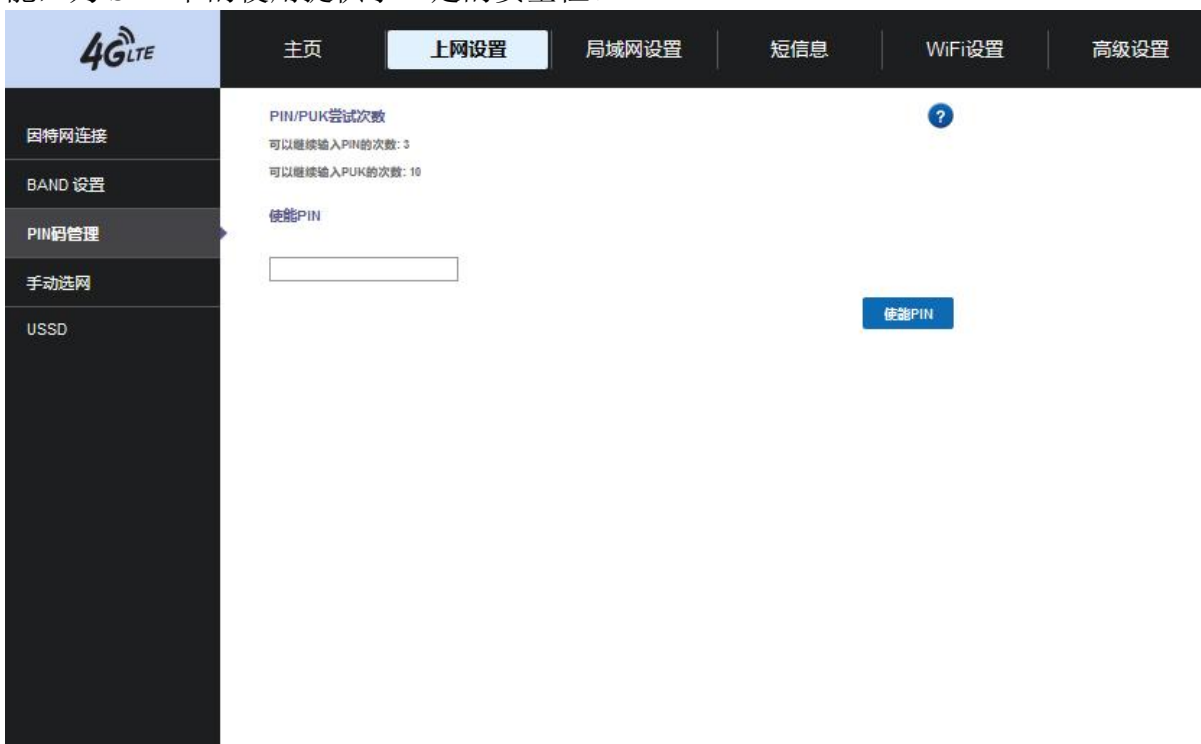 4G LTE
主页 上网设置 局域网设置 短信息 WiFi设置 高级设置
因特网连接
BAND 设置
PIN码管理
手动选网
USSD
PIN/PUK尝试次数
?
可以继续输入PIN的次数: 3
可以继续输入PUK的次数: 10
使能PIN
使能PIN